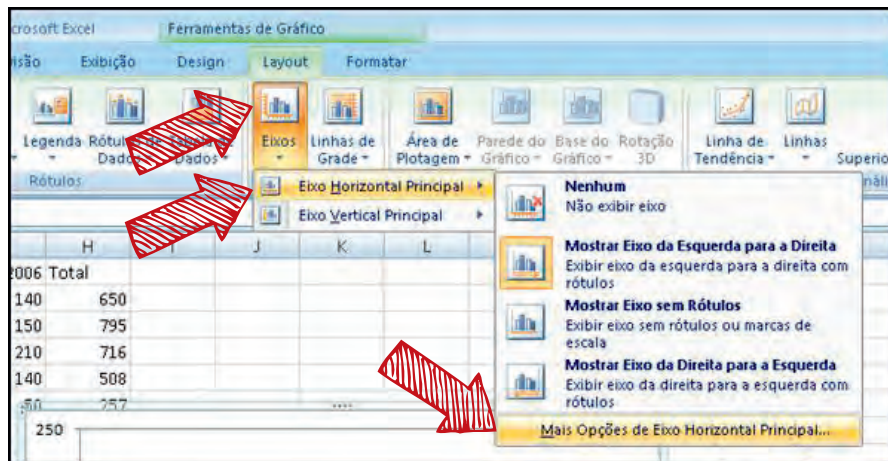 crosoft Excel
Ferramentas de Gráfico
isão Exibição Design Layout Formatar
Legenda Rótulos de Dados Dados Eixos Linhas de Grade Área de Plotagem Parede do Gráfico Base do Gráfico Rotação 3D Linha de Tendência Linhas Superio
Rótulos
Eixo Horizontal Principal
Eixo Vertical Principal
Nenhum
Não exibir eixo
Mostrar Eixo da Esquerda para a Direita
Exibir eixo da esquerda para a direita com
rótulos
Mostrar Eixo sem Rótulos
Exibir eixo sem rótulos ou marcas de
escala
Mostrar Eixo da Direita para a Esquerda
Exibir eixo da direita para a esquerda com
rótulos
Mais Opções de Eixo Horizontal Principal...
H J K L
2006 Total
140 650
150 795
210 716
140 508
257
250